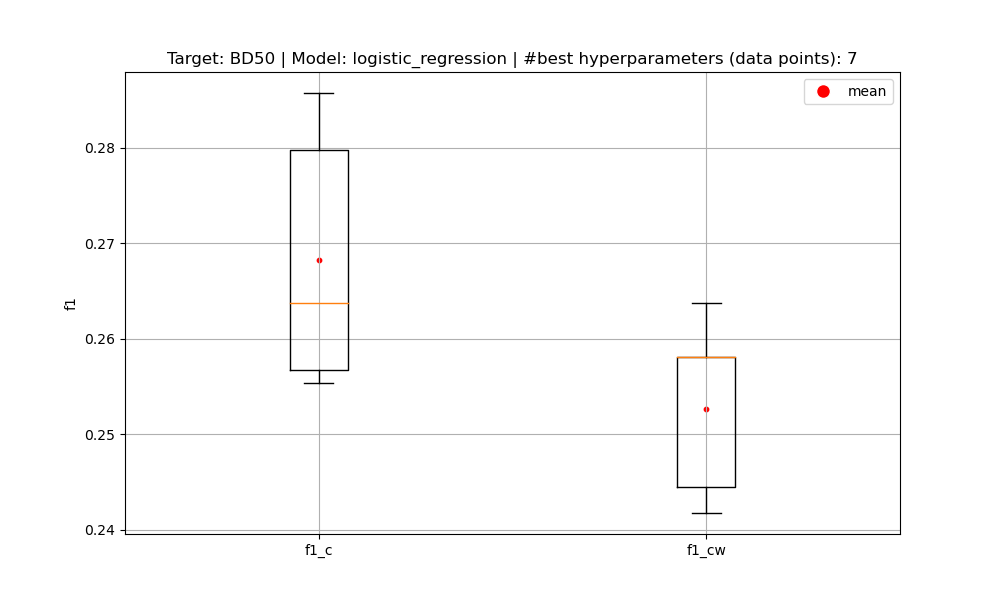 Target: BD50 | Model: logistic_regression | #best hyperparameters (data points): 7
mean
f1
0.28
0.27
0.26
0.25
0.24
f1_c
f1_cw